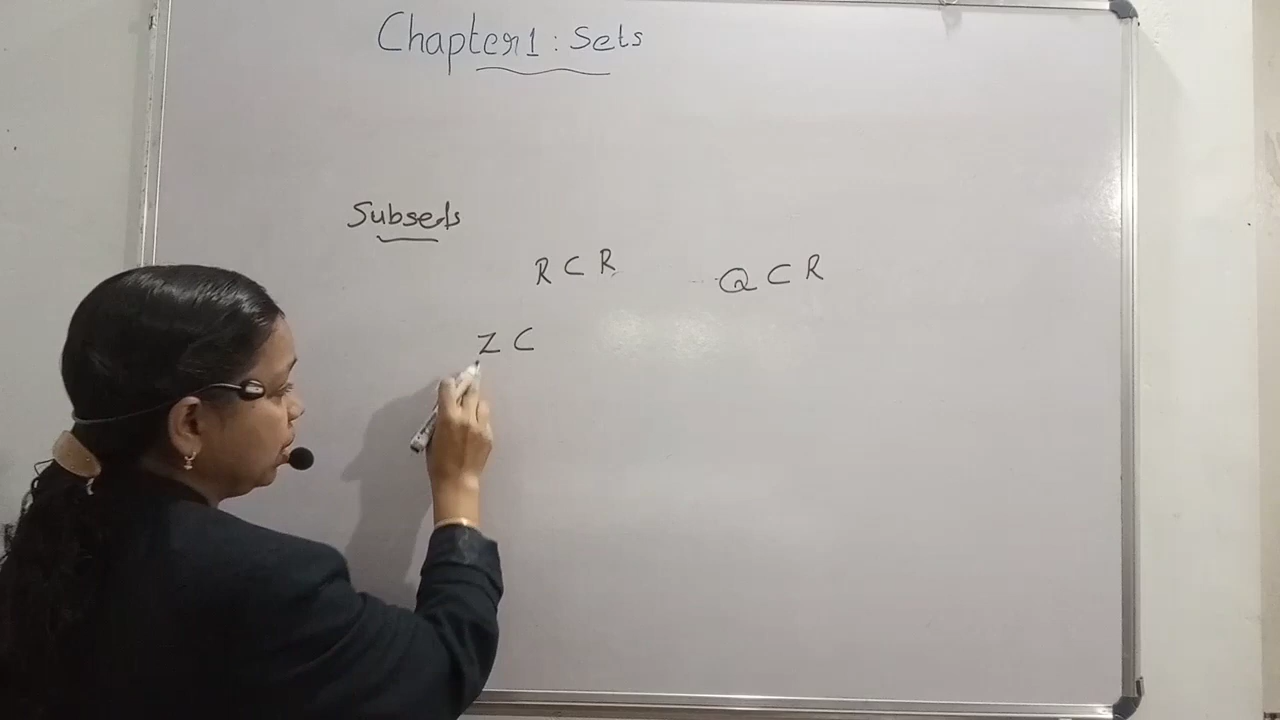 Chapter 1 : Sets
Subsets
R ⊂ R Q ⊂ R
Z ⊂